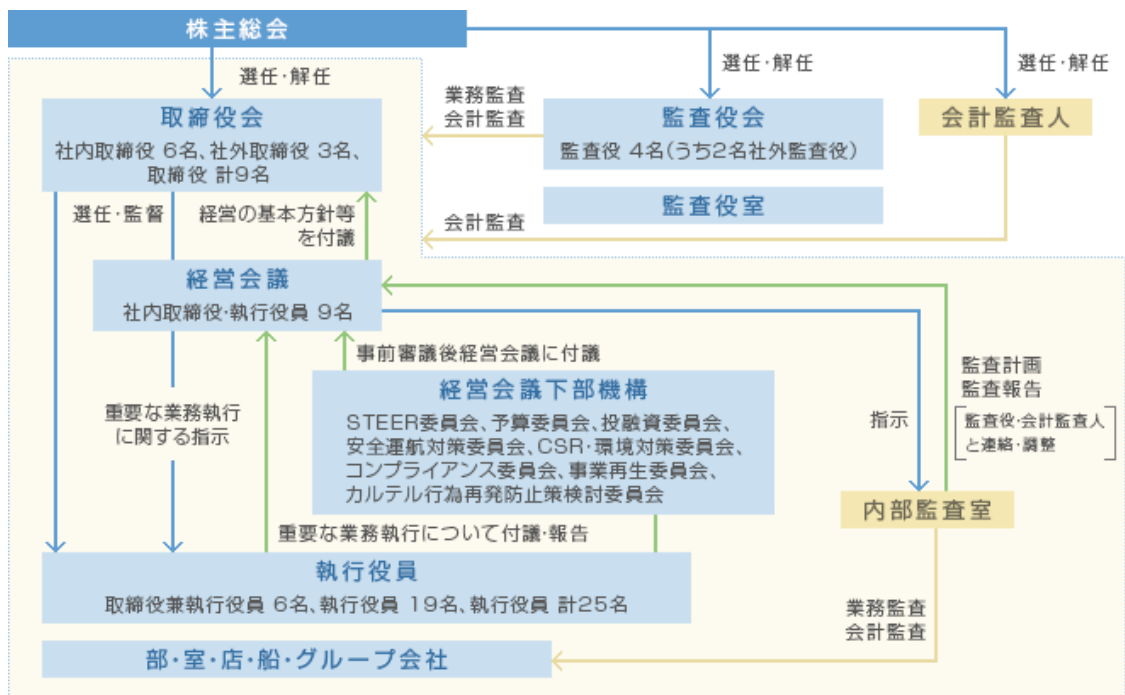 株主総会
選任・解任
選任・解任
選任・解任
取締役会
社内取締役 6名、社外取締役 3名、
取締役 計9名
業務監査
会計監査
監査役会
監査役 4名(うち2名社外監査役)
会計監査人
監査役室
会計監査
選任・監督
経営の基本方針等
を付議
経営会議
社内取締役・執行役員 9名
事前審議後経営会議に付議
経営会議下部機構
STEER委員会、予算委員会、投融資委員会、
安全運航対策委員会、CSR・環境対策委員会、
コンプライアンス委員会、事業再生委員会、
カルテル行為再発防止策検討委員会
重要な業務執行
に関する指示
指示
監査計画
監査報告
監査役・会計監査人
と連絡・調整
内部監査室
重要な業務執行について付議・報告
執行役員
取締役兼執行役員 6名、執行役員 19名、執行役員 計25名
業務監査
会計監査
部・室・店・船・グループ会社